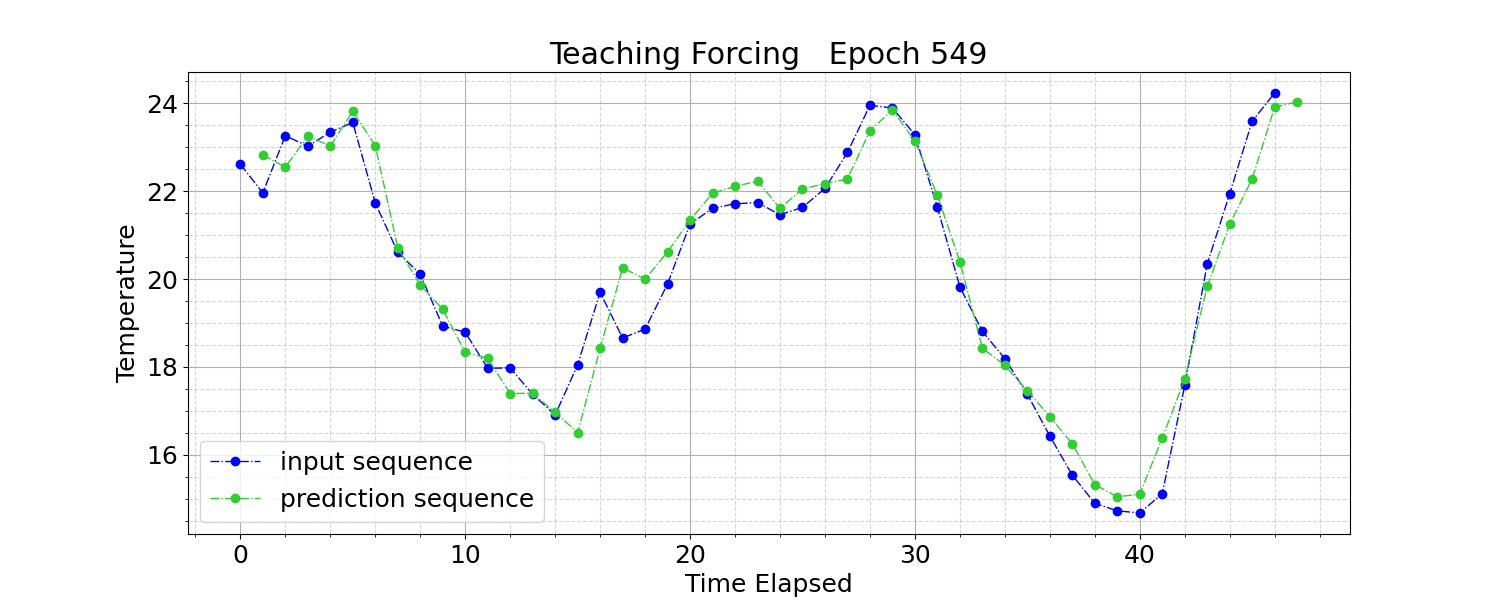 Teaching Forcing   Epoch 549
Temperature
24
22
20
18
16
input sequence
prediction sequence
0 10 20 30 40
Time Elapsed